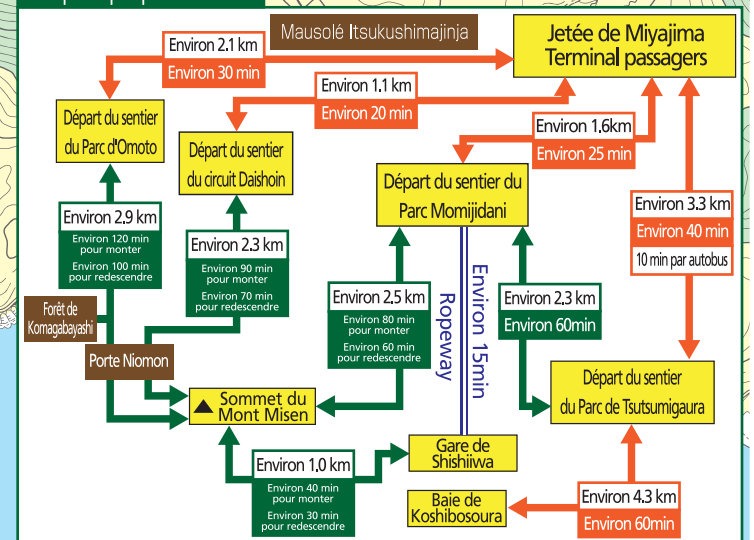 Mausolé Itsukushimajinja
Jetée de Miyajima
Terminal passagers
Environ 2.1 km
Environ 30 min
Environ 1.1 km
Environ 20 min
Environ 1.6km
Environ 25 min
Départ du sentier
du Parc d'Omoto
Départ du sentier
du circuit Daishoin
Départ du sentier du
Parc Momijidani
Environ 3.3 km
Environ 40 min
10 min par autobus
Environ 2.9 km
Environ 120 min
pour monter
Environ 100 min
pour redescendre
Environ 2.3 km
Environ 90 min
pour monter
Environ 70 min
pour redescendre
Environ 2,5 km
Environ 80 min
pour monter
Environ 60 min
pour redescendre
Environ 15min
Ropeway
Environ 2.3 km
Environ 60min
Forêt de
Komagabayashi
Porte Niomon
Sommet du
Mont Misen
Départ du sentier
du Parc de Tsutsumigaura
Gare de
Shishiivva
Environ 1,0 km
Environ 40 min
pour monter
Environ 30 min
pour redescendre
Baie de
Koshibosoura
Environ 4.3 km
Environ 60min